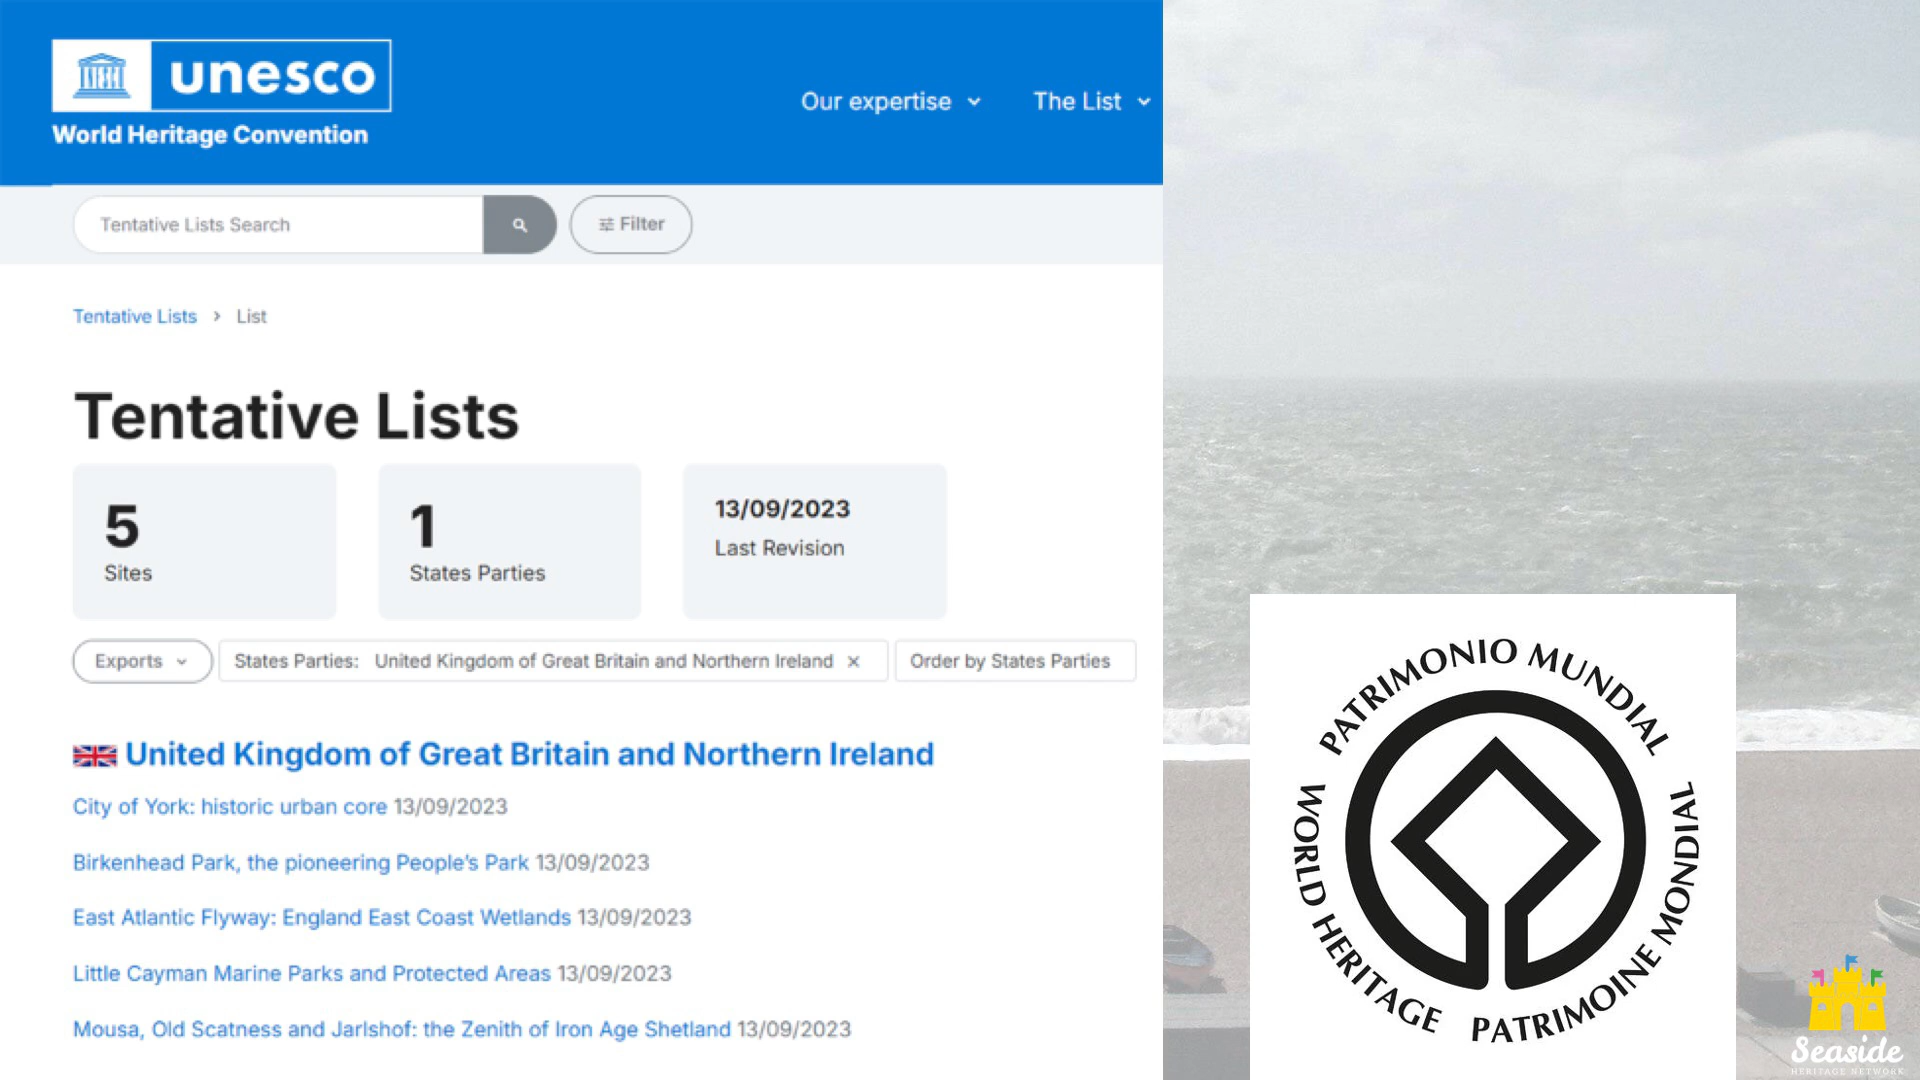 unesco
World Heritage Convention
Our expertise
The List
Tentative Lists Search
Filter
Tentative Lists > List
Tentative Lists
5
Sites
1
States Parties
13/09/2023
Last Revision
Exports
States Parties: United Kingdom of Great Britain and Northern Ireland ×
Order by States Parties
United Kingdom of Great Britain and Northern Ireland
City of York: historic urban core 13/09/2023
Birkenhead Park, the pioneering People's Park 13/09/2023
East Atlantic Flyway: England East Coast Wetlands 13/09/2023
Little Cayman Marine Parks and Protected Areas 13/09/2023
Mousa, Old Scatness and Jarlshof: the Zenith of Iron Age Shetland 13/09/2023
PATRIMONIO MUNDIAL
WORLD HERITAGE
PATRIMOINE MONDIAL
Seaside
HERITAGE NETWORK